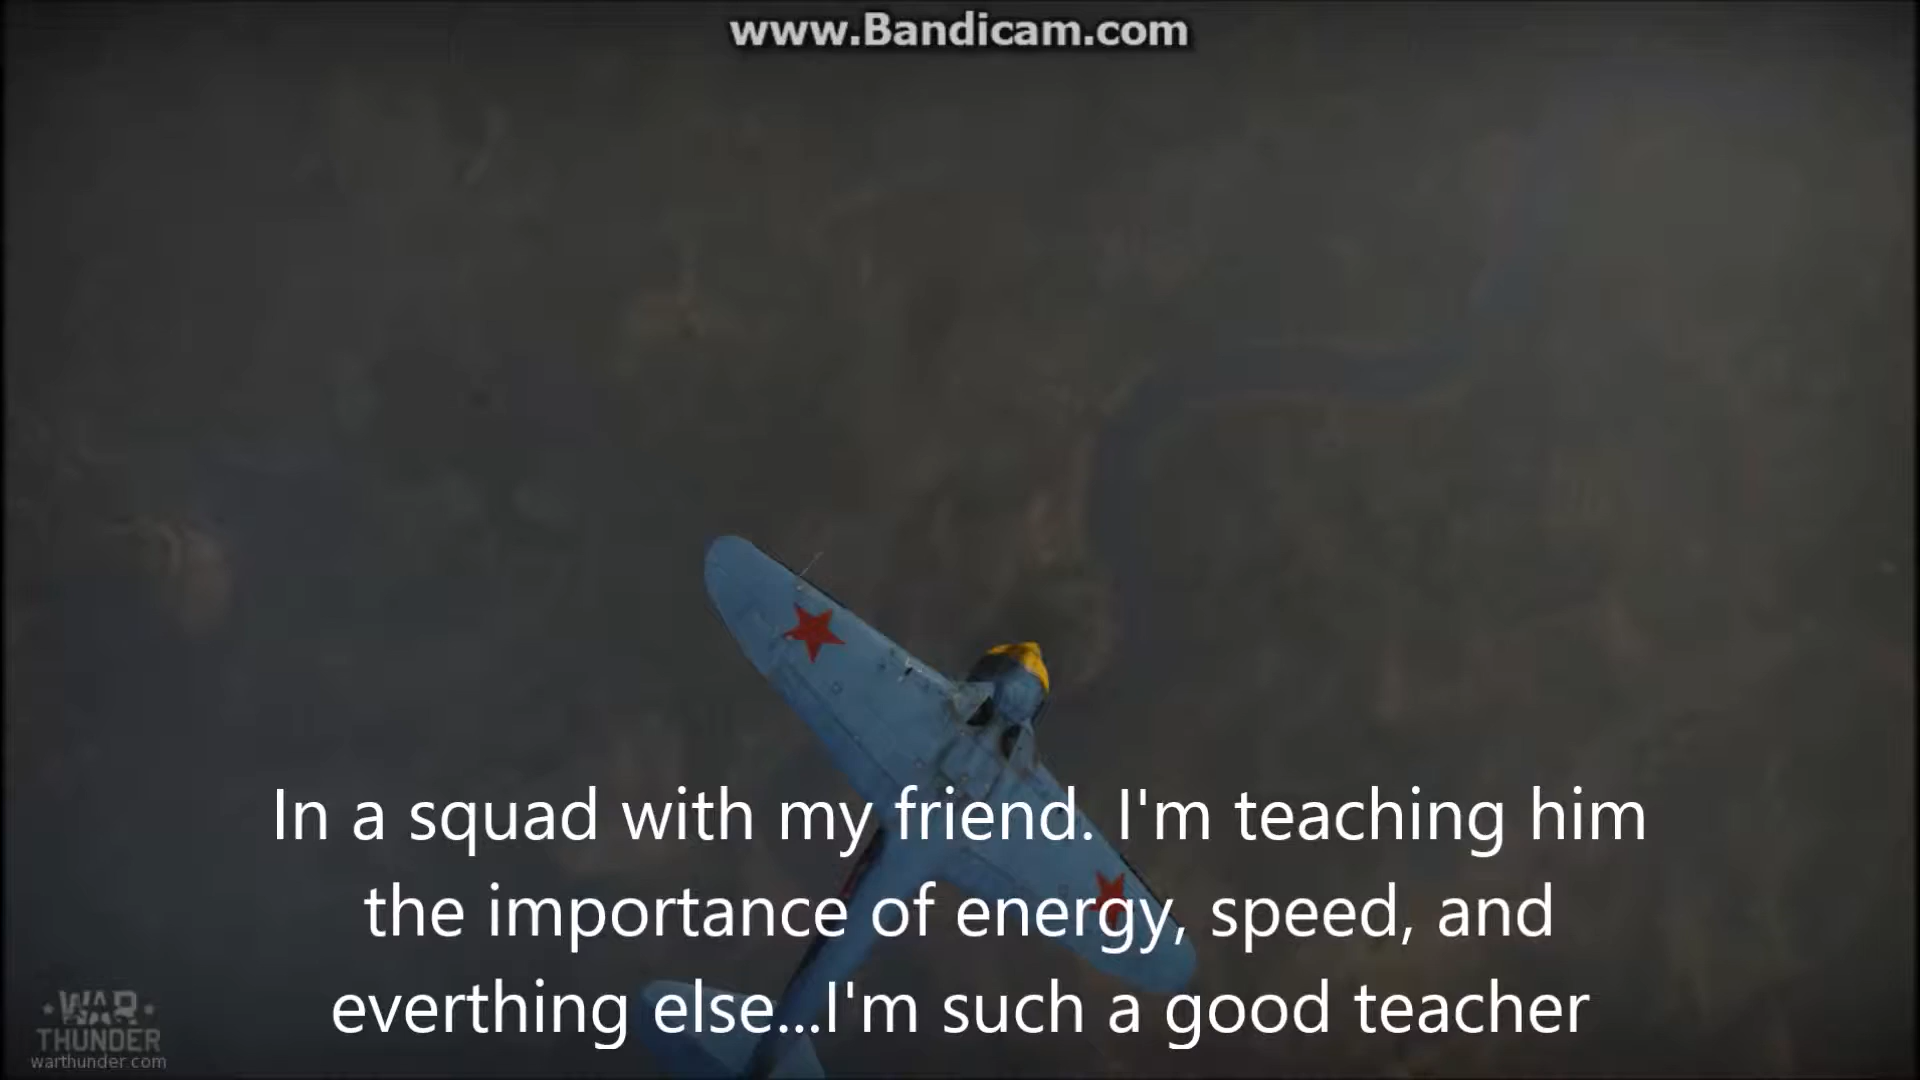 www.Bandicam.com
In a squad with my friend. I'm teaching him
the importance of energy, speed, and
everthing else...I'm such a good teacher
WAR
THUNDER
warthunder.com